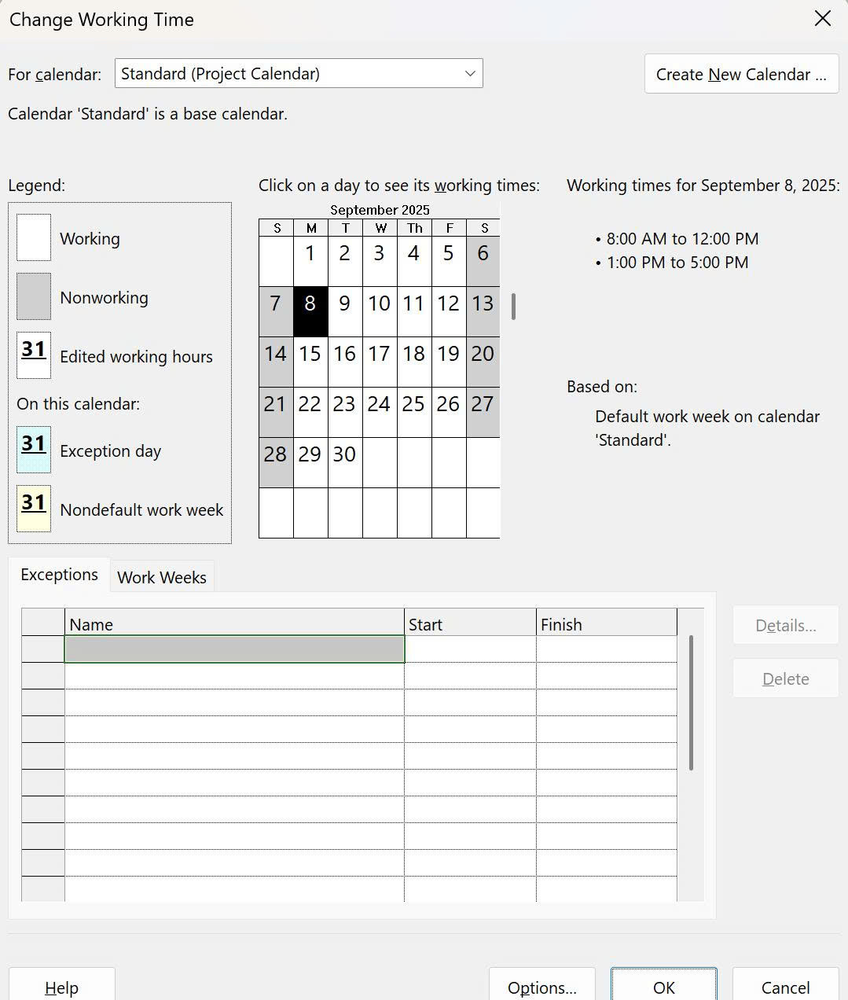 Change Working Time
For calendar: Standard (Project Calendar) Create New Calendar ...
Calendar 'Standard' is a base calendar.
Legend:
Working
Nonworking
31 Edited working hours
On this calendar:
31 Exception day
31 Nondefault work week
Click on a day to see its working times:
September 2025
S M T W Th F S
1 2 3 4 5 6
7 8 9 10 11 12 13
14 15 16 17 18 19 20
21 22 23 24 25 26 27
28 29 30
Working times for September 8, 2025:
• 8:00 AM to 12:00 PM
• 1:00 PM to 5:00 PM
Based on:
Default work week on calendar
'Standard'.
Exceptions Work Weeks
Name Start Finish
Details...
Delete
Help Options... OK Cancel